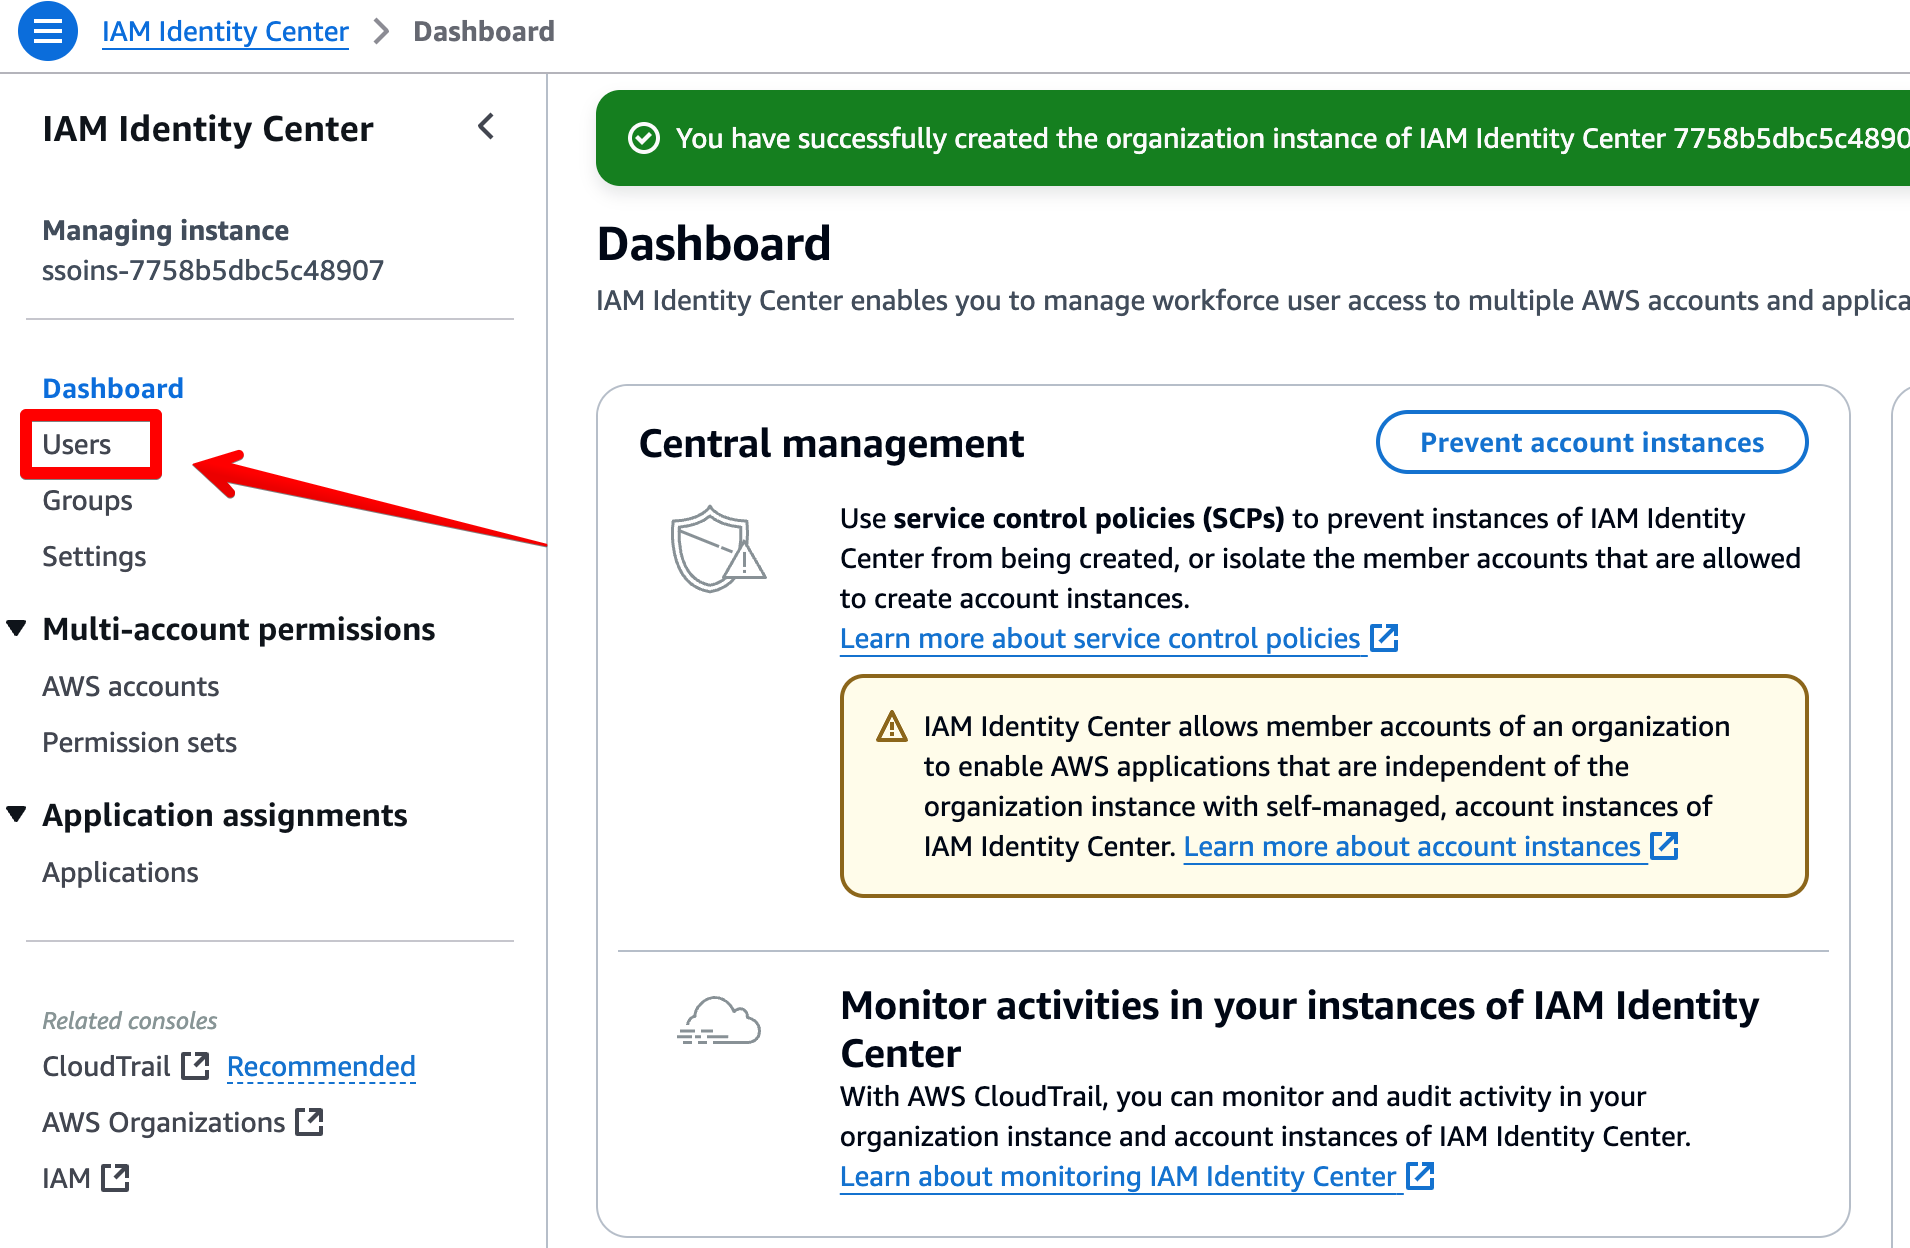 IAM Identity Center > Dashboard
IAM Identity Center
Managing instance
ssoins-7758b5dbc5c48907
Dashboard
Users
Groups
Settings
Multi-account permissions
AWS accounts
Permission sets
Application assignments
Applications
Related consoles
CloudTrail Recommended
AWS Organizations
IAM
You have successfully created the organization instance of IAM Identity Center 7758b5dbc5c4890
Dashboard
IAM Identity Center enables you to manage workforce user access to multiple AWS accounts and applica
Central management
Prevent account instances
Use service control policies (SCPs) to prevent instances of IAM Identity
Center from being created, or isolate the member accounts that are allowed
to create account instances.
Learn more about service control policies
IAM Identity Center allows member accounts of an organization
to enable AWS applications that are independent of the
organization instance with self-managed, account instances of
IAM Identity Center. Learn more about account instances
Monitor activities in your instances of IAM Identity
Center
With AWS CloudTrail, you can monitor and audit activity in your
organization instance and account instances of IAM Identity Center.
Learn about monitoring IAM Identity Center